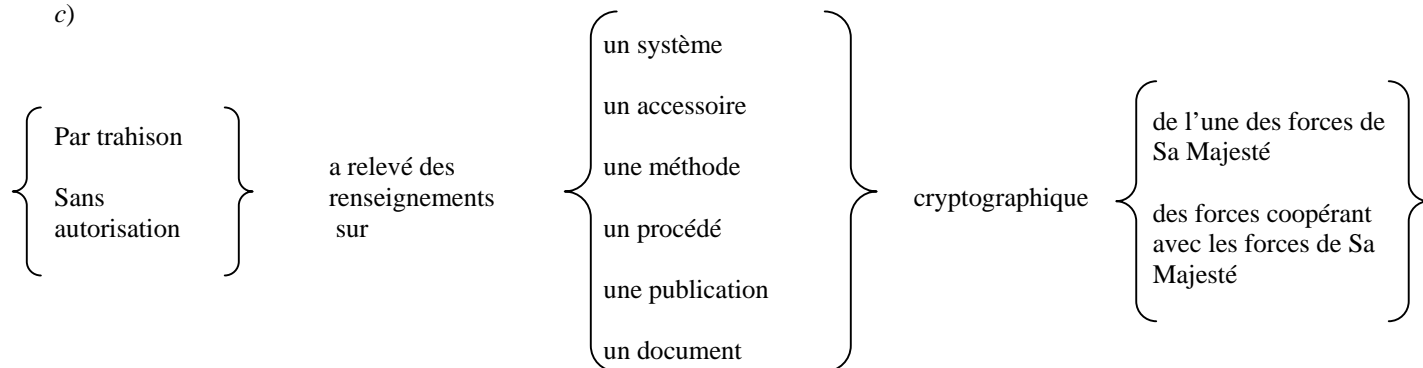 c)
Par trahison
Sans
autorisation
a relevé des
renseignements
sur
un système
un accessoire
une méthode
un procédé
une publication
un document
cryptographique
de l’une des forces de
Sa Majesté
des forces coopérant
avec les forces de Sa
Majesté